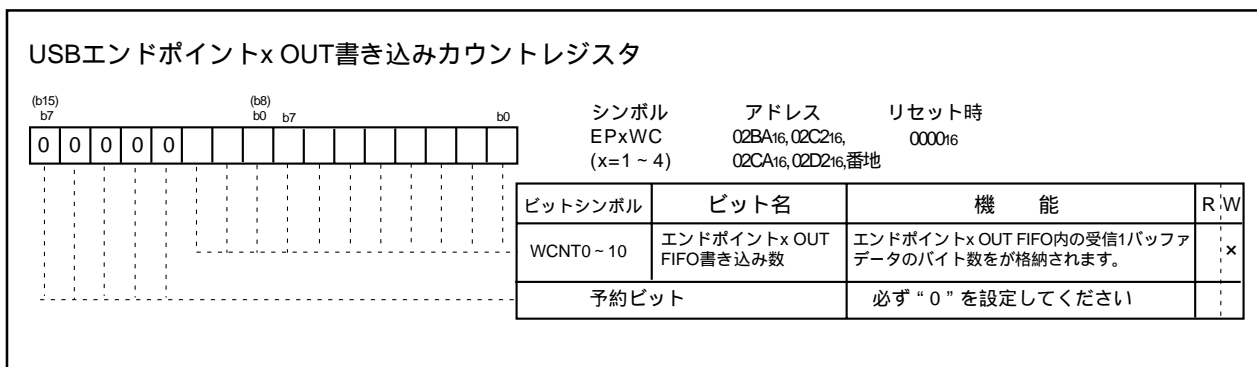 USBエンドポイントx OUT書き込みカウントレジスタ
(b15) (b8)
b7 b0 b7 b0
0 0 0 0 0
シンボル アドレス リセット時
EPxWC 02BA16, 02C216, 000016
(x=1 ~ 4) 02CA16, 02D216,番地
ビットシンボル ビット名 機 能 R W
WCNT0 ~ 10 エンドポイントx OUT FIFO書き込み数 エンドポイントx OUT FIFO内の受信1バッファデータのバイト数をが格納されます。 ×
予約ビット 必ず “ 0 ” を設定してください